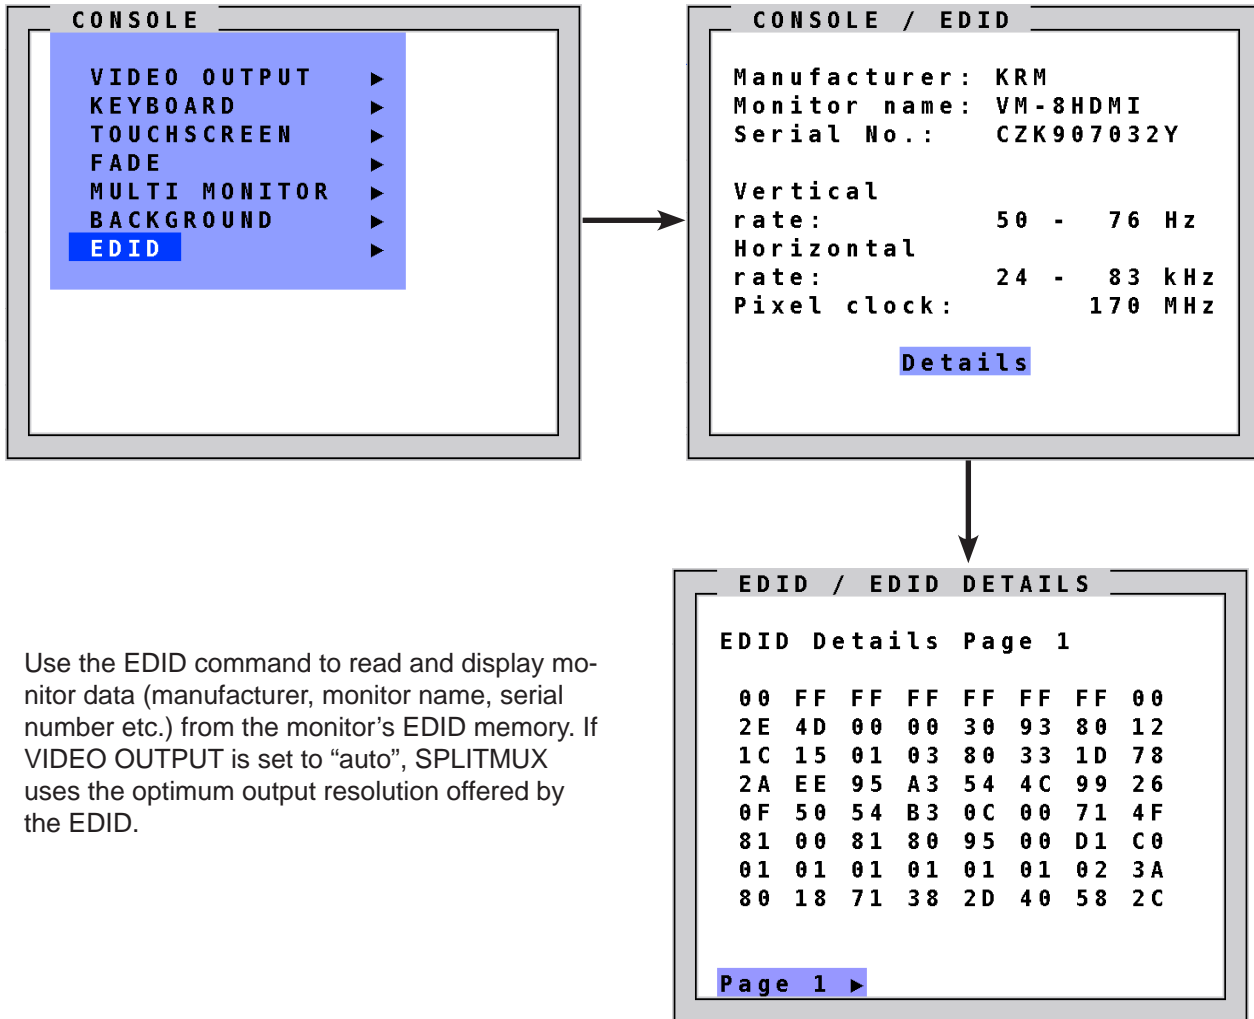 CONSOLE
VIDEO OUTPUT ►
KEYBOARD ►
TOUCHSCREEN ►
FADE ►
MULTI MONITOR ►
BACKGROUND ►
EDID ►
CONSOLE / EDID
Manufacturer: KRM
Monitor name: VM-8HDMI
Serial No.: CZK907032Y
Vertical
rate: 50 - 76 Hz
Horizontal
rate: 24 - 83 kHz
Pixel clock: 170 MHz
Details
Use the EDID command to read and display mo-
nitor data (manufacturer, monitor name, serial
number etc.) from the monitor's EDID memory. If
VIDEO OUTPUT is set to “auto”, SPLITMUX
uses the optimum output resolution offered by
the EDID.
EDID / EDID DETAILS
EDID Details Page 1
00 FF FF FF FF FF FF 00
2E 4D 00 00 30 93 80 12
1C 15 01 03 80 33 1D 78
2A EE 95 A3 54 4C 99 26
0F 50 54 B3 0C 00 71 4F
81 00 81 80 95 00 D1 C0
01 01 01 01 01 01 02 3A
80 18 71 38 2D 40 58 2C
Page 1 ►